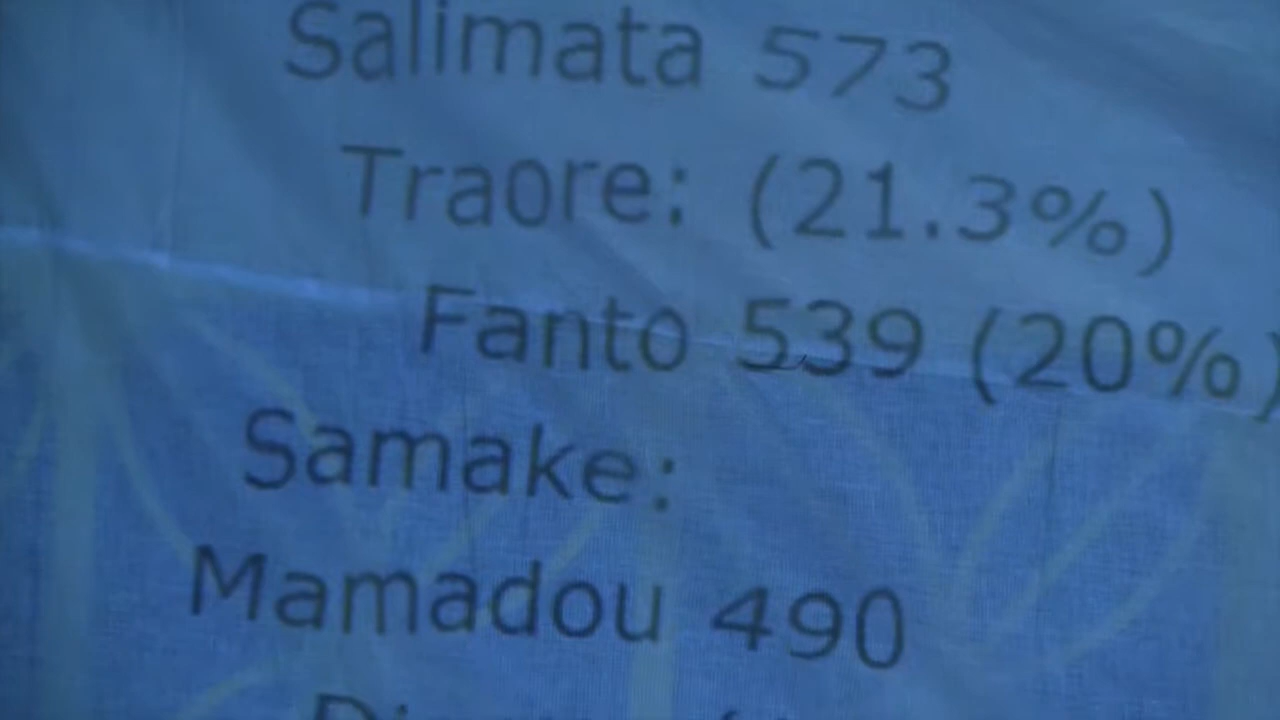 Salimata 573
Traore: (21.3%)
Fanto 539 (20%)
Samake:
Mamadou 490